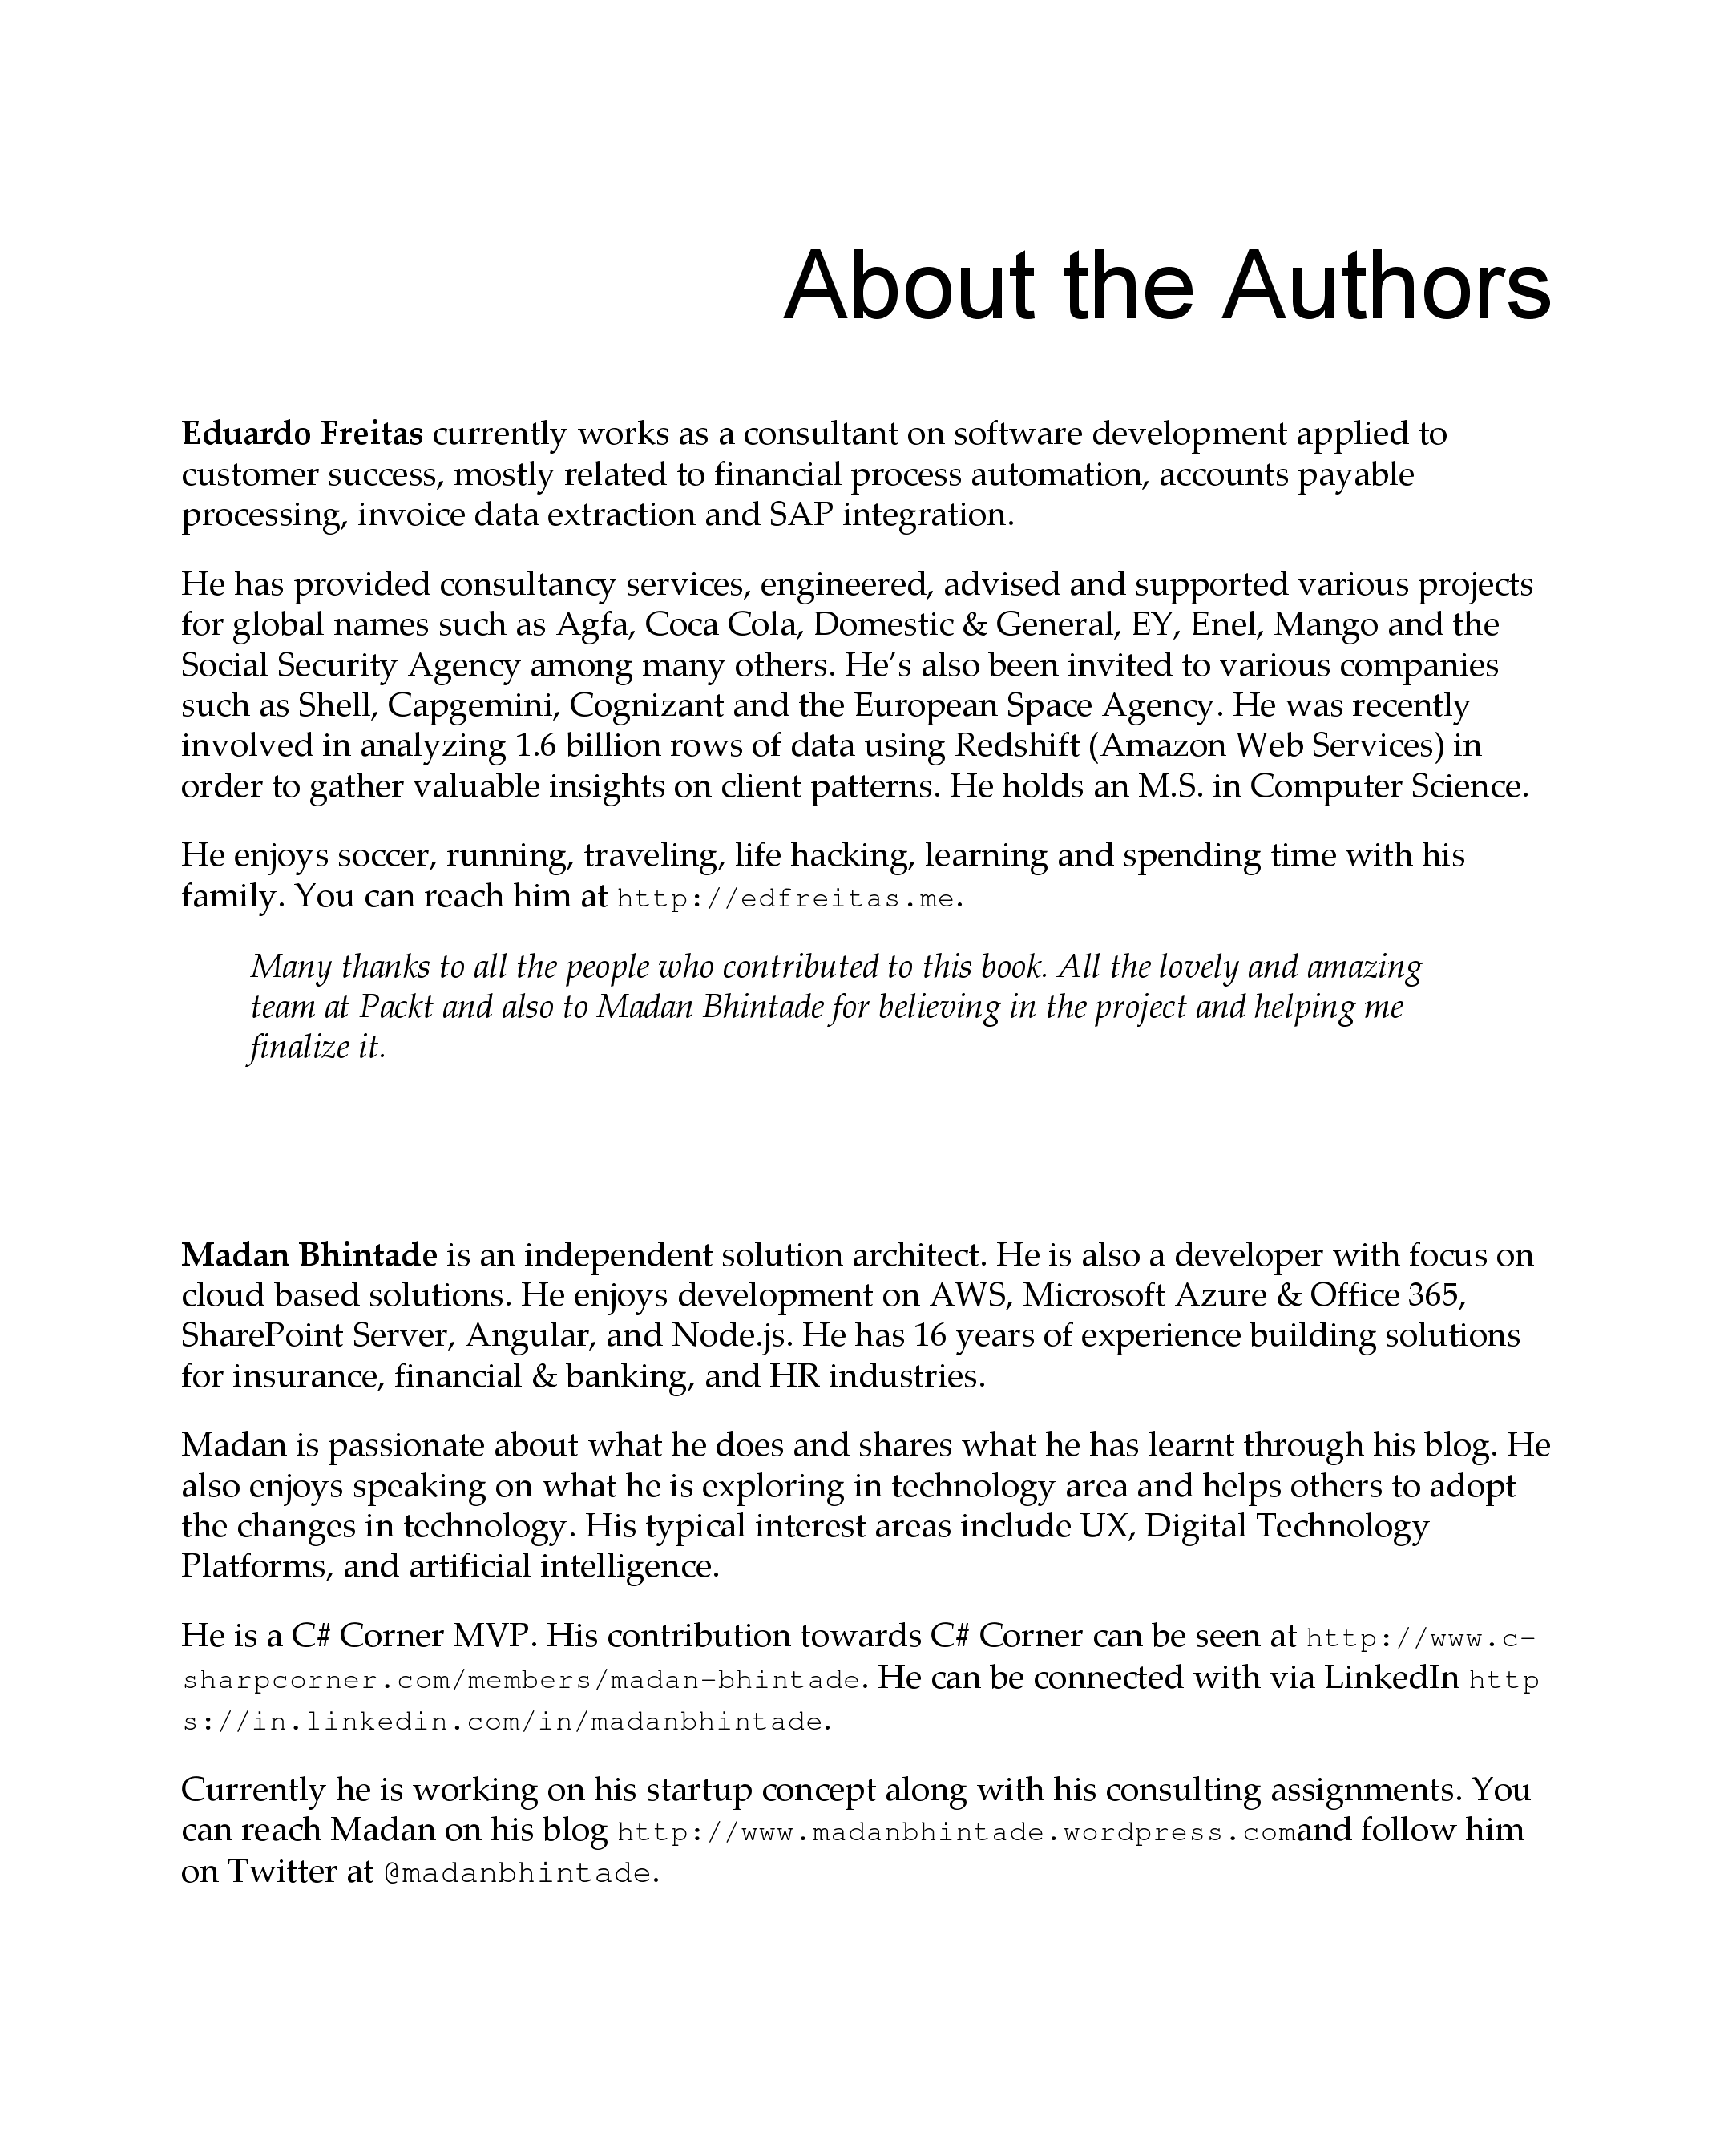 About the Authors
Eduardo Freitas currently works as a consultant on software development applied to
customer success, mostly related to financial process automation, accounts payable
processing, invoice data extraction and SAP integration.
He has provided consultancy services, engineered, advised and supported various projects
for global names such as Agfa, Coca Cola, Domestic & General, EY, Enel, Mango and the
Social Security Agency among many others. He’s also been invited to various companies
such as Shell, Capgemini, Cognizant and the European Space Agency. He was recently
involved in analyzing 1.6 billion rows of data using Redshift (Amazon Web Services) in
order to gather valuable insights on client patterns. He holds an M.S. in Computer Science.
He enjoys soccer, running, traveling, life hacking, learning and spending time with his
family. You can reach him at http://edfreitas.me.
Many thanks to all the people who contributed to this book. All the lovely and amazing
team at Packt and also to Madan Bhintade for believing in the project and helping me
finalize it.
Madan Bhintade is an independent solution architect. He is also a developer with focus on
cloud based solutions. He enjoys development on AWS, Microsoft Azure & Office 365,
SharePoint Server, Angular, and Node.js. He has 16 years of experience building solutions
for insurance, financial & banking, and HR industries.
Madan is passionate about what he does and shares what he has learnt through his blog. He
also enjoys speaking on what he is exploring in technology area and helps others to adopt
the changes in technology. His typical interest areas include UX, Digital Technology
Platforms, and artificial intelligence.
He is a C# Corner MVP. His contribution towards C# Corner can be seen at http://www.c-
sharpcorner.com/members/madan-bhintade. He can be connected with via LinkedIn http
s://in.linkedin.com/in/madanbhintade.
Currently he is working on his startup concept along with his consulting assignments. You
can reach Madan on his blog http://www.madanbhintade.wordpress.comand follow him
on Twitter at @madanbhintade.